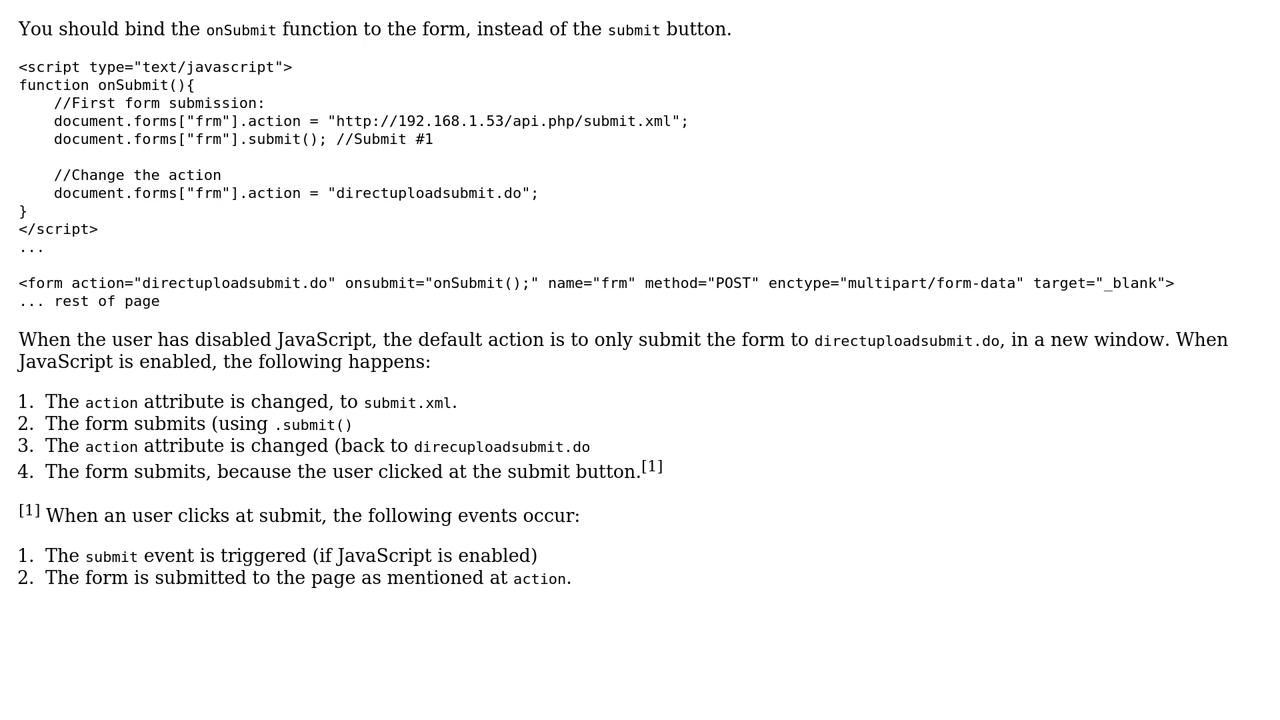 You should bind the onSubmit function to the form, instead of the submit button.
<script type="text/javascript">
function onSubmit(){
    //First form submission:
    document.forms["frm"].action = "http://192.168.1.53/api.php/submit.xml";
    document.forms["frm"].submit(); //Submit #1
    //Change the action
    document.forms["frm"].action = "directuploadsubmit.do";
}
</script>
...
<form action="directuploadsubmit.do" onsubmit="onSubmit();" name="frm" method="POST" enctype="multipart/form-data" target="_blank">
... rest of page
When the user has disabled JavaScript, the default action is to only submit the form to directuploadsubmit.do, in a new window. When
JavaScript is enabled, the following happens:
1. The action attribute is changed, to submit.xml.
2. The form submits (using .submit()
3. The action attribute is changed (back to direcuploadsubmit.do
4. The form submits, because the user clicked at the submit button.[1]
[1] When an user clicks at submit, the following events occur:
1. The submit event is triggered (if JavaScript is enabled)
2. The form is submitted to the page as mentioned at action.